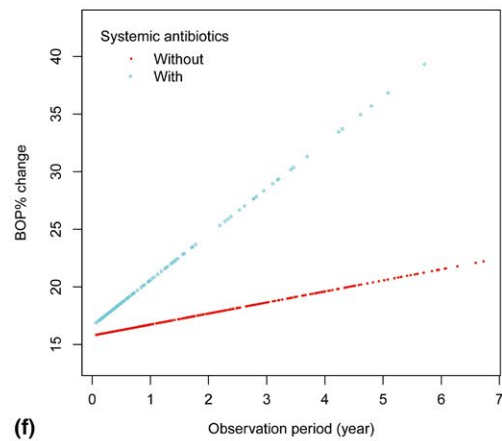 Systemic antibiotics
Without
With
40
35
30
25
20
15
BOP% change
0 1 2 3 4 5 6 7
Observation period (year)
(f)